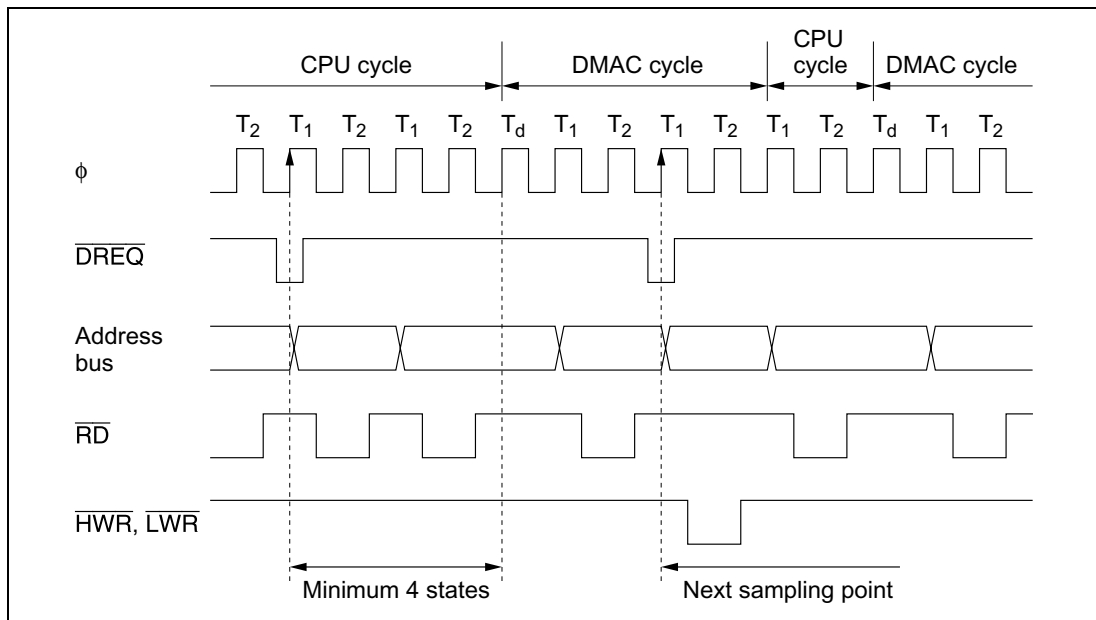 CPU cycle DMAC cycle CPU cycle DMAC cycle
T2 T1 T2 T1 T2 Td T1 T2 T1 T2 T1 T2 Td T1 T2
φ
DREQ
Address
bus
RD
HWR, LWR
Minimum 4 states Next sampling point